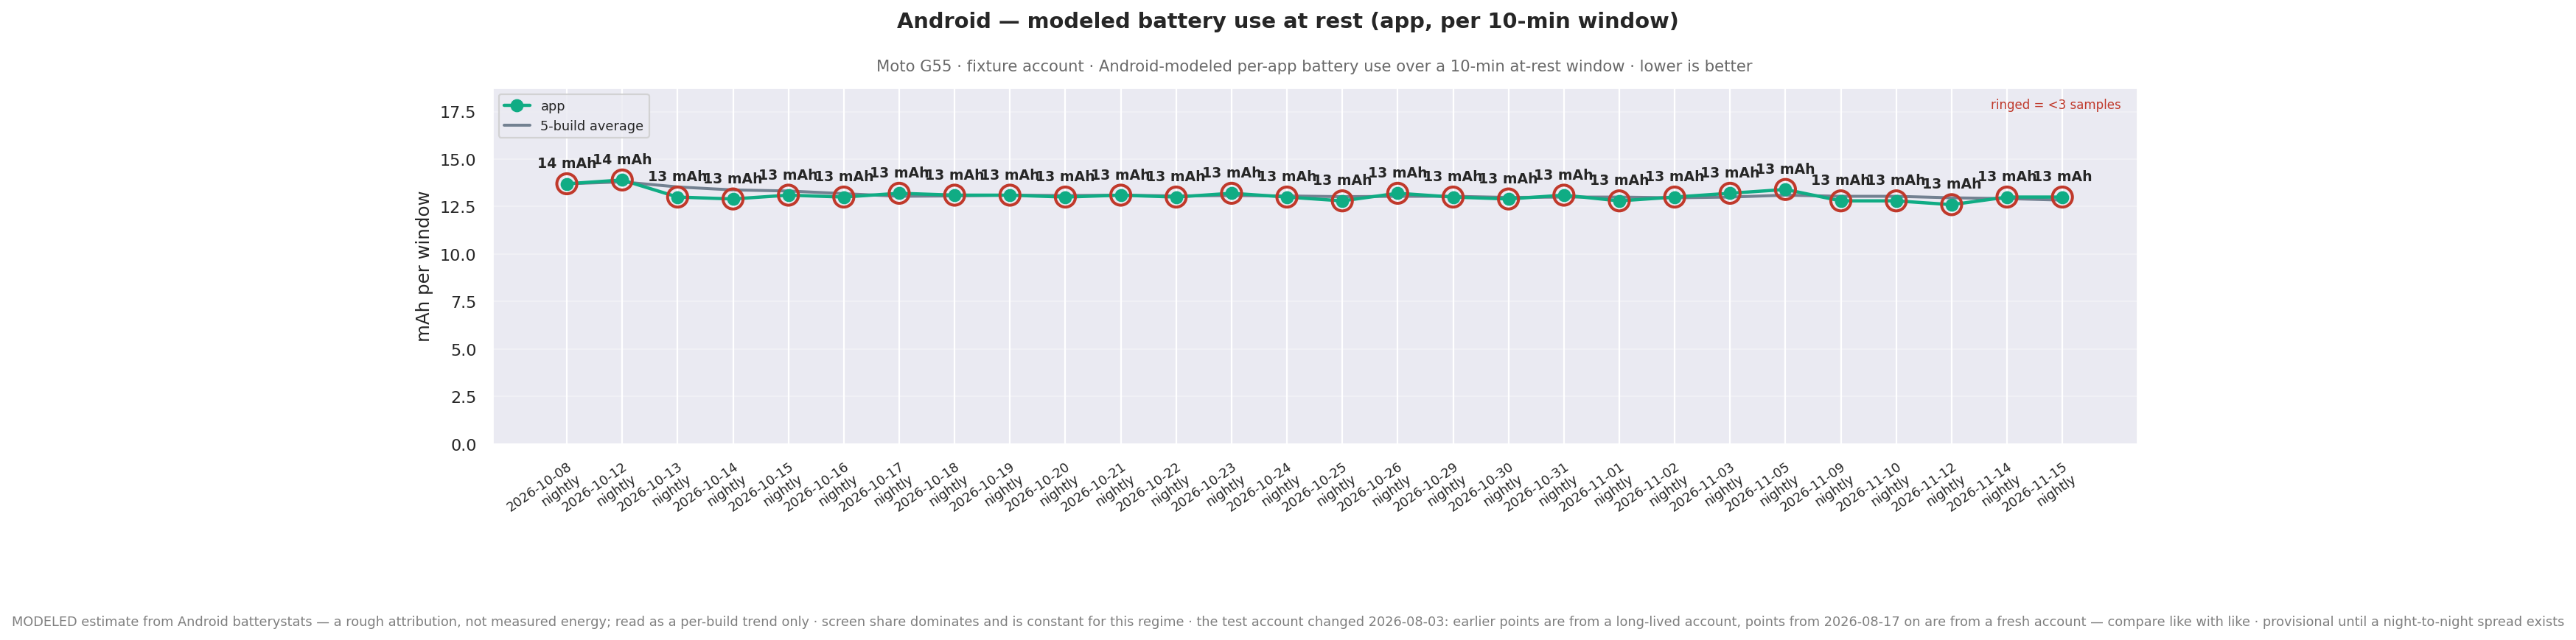 Android — modeled battery use at rest (app, per 10-min window)
Moto G55 · fixture account · Android-modeled per-app battery use over a 10-min at-rest window · lower is better
app
5-build average
ringed = <3 samples
mAh per window
17.5
15.0
12.5
10.0
7.5
5.0
2.5
0.0
14 mAh 14 mAh 13 mAh 13 mAh 13 mAh 13 mAh 13 mAh 13 mAh 13 mAh 13 mAh 13 mAh 13 mAh 13 mAh 13 mAh 13 mAh 13 mAh 13 mAh 13 mAh 13 mAh 13 mAh 13 mAh 13 mAh 13 mAh 13 mAh 13 mAh 13 mAh 13 mAh 13 mAh
2026-10-08
nightly
2026-10-12
nightly
2026-10-13
nightly
2026-10-14
nightly
2026-10-15
nightly
2026-10-16
nightly
2026-10-17
nightly
2026-10-18
nightly
2026-10-19
nightly
2026-10-20
nightly
2026-10-21
nightly
2026-10-22
nightly
2026-10-23
nightly
2026-10-24
nightly
2026-10-25
nightly
2026-10-26
nightly
2026-10-29
nightly
2026-10-30
nightly
2026-10-31
nightly
2026-11-01
nightly
2026-11-02
nightly
2026-11-03
nightly
2026-11-05
nightly
2026-11-09
nightly
2026-11-10
nightly
2026-11-12
nightly
2026-11-14
nightly
2026-11-15
nightly
MODELED estimate from Android batterystats — a rough attribution, not measured energy; read as a per-build trend only · screen share dominates and is constant for this regime · the test account changed 2026-08-03: earlier points are from a long-lived account, points from 2026-08-17 on are from a fresh account — compare like with like · provisional until a night-to-night spread exists